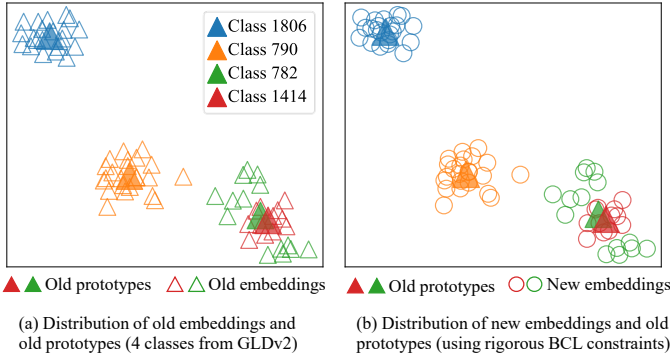 Class 1806
Class 790
Class 782
Class 1414
Old prototypes
Old embeddings
Old prototypes
New embeddings
(a) Distribution of old embeddings and
old prototypes (4 classes from GLDv2)
(b) Distribution of new embeddings and old
prototypes (using rigorous BCL constraints)